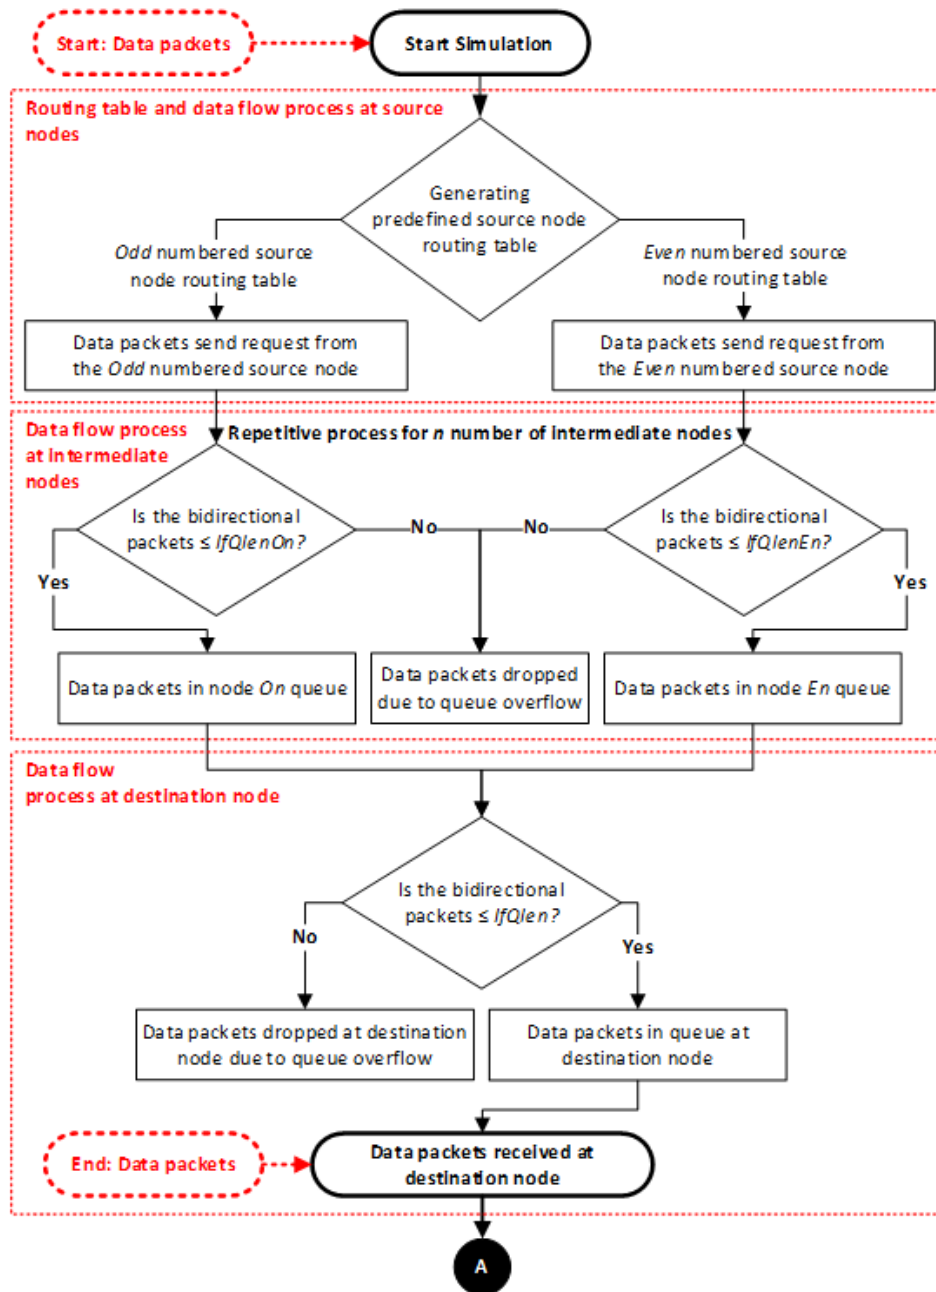 Start: Data packets
Start Simulation
Routing table and data flow process at source
nodes
Generating
predefined source node
routing table
Odd numbered source
node routing table
Even numbered source
node routing table
Data packets send request from
the Odd numbered source node
Data packets send request from
the Even numbered source node
Data flow process
at intermediate
nodes
Repetitive process for n number of intermediate nodes
Is the bidirectional
packets ≤ IfQlenOn?
No
No
Is the bidirectional
packets ≤ IfQlenEn?
Yes
Yes
Data packets in node On queue
Data packets dropped
due to queue overflow
Data packets in node En queue
Data flow
process at destination node
Is the bidirectional
packets ≤ IfQlen?
No
Yes
Data packets dropped at destination
node due to queue overflow
Data packets in queue at
destination node
End: Data packets
Data packets received at
destination node
A